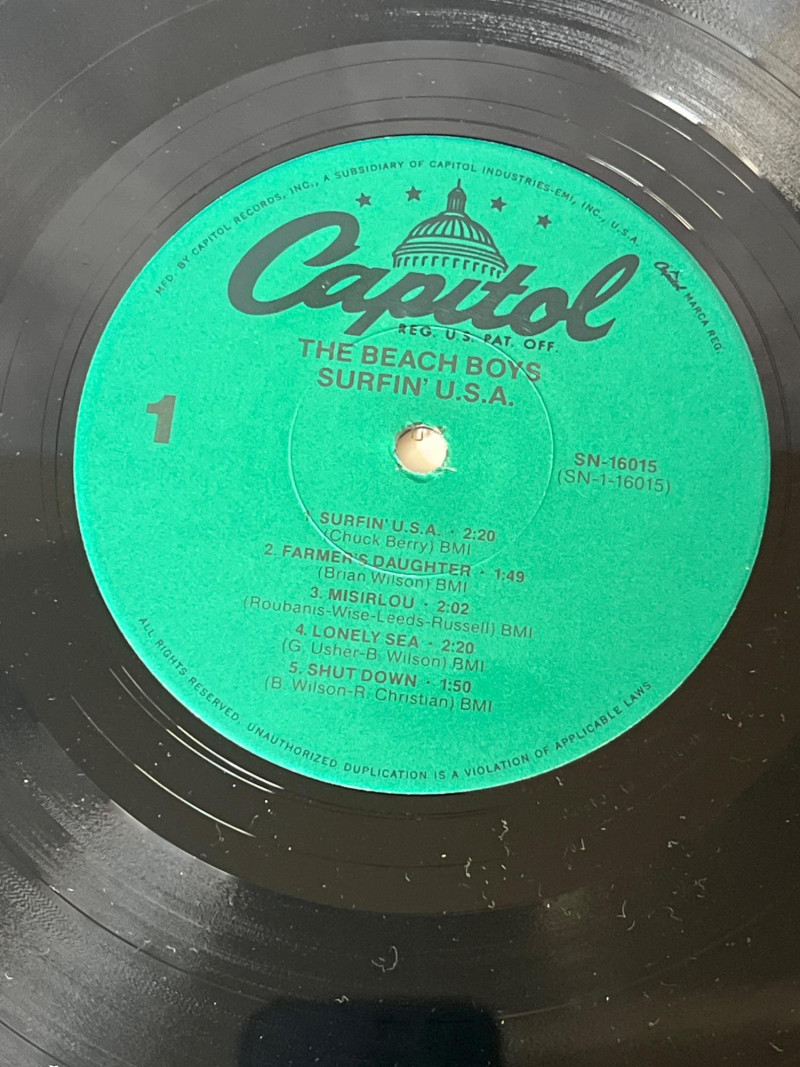 MFD. BY CAPITOL RECORDS, INC., A SUBSIDIARY OF CAPITOL INDUSTRIES-EMI, INC., U.S.A.
Capitol MARCA REG.
Capitol
REG. U.S. PAT. OFF.
THE BEACH BOYS
SURFIN' U.S.A.
1
SN-16015
(SN-1-16015)
1. SURFIN' U.S.A. · 2:20
(Chuck Berry) BMI
2. FARMER'S DAUGHTER · 1:49
(Brian Wilson) BMI
3. MISIRLOU · 2:02
(Roubanis-Wise-Leeds-Russell) BMI
4. LONELY SEA · 2:20
(G. Usher-B. Wilson) BMI
5. SHUT DOWN · 1:50
(B. Wilson-R. Christian) BMI
ALL RIGHTS RESERVED. UNAUTHORIZED DUPLICATION IS A VIOLATION OF APPLICABLE LAWS